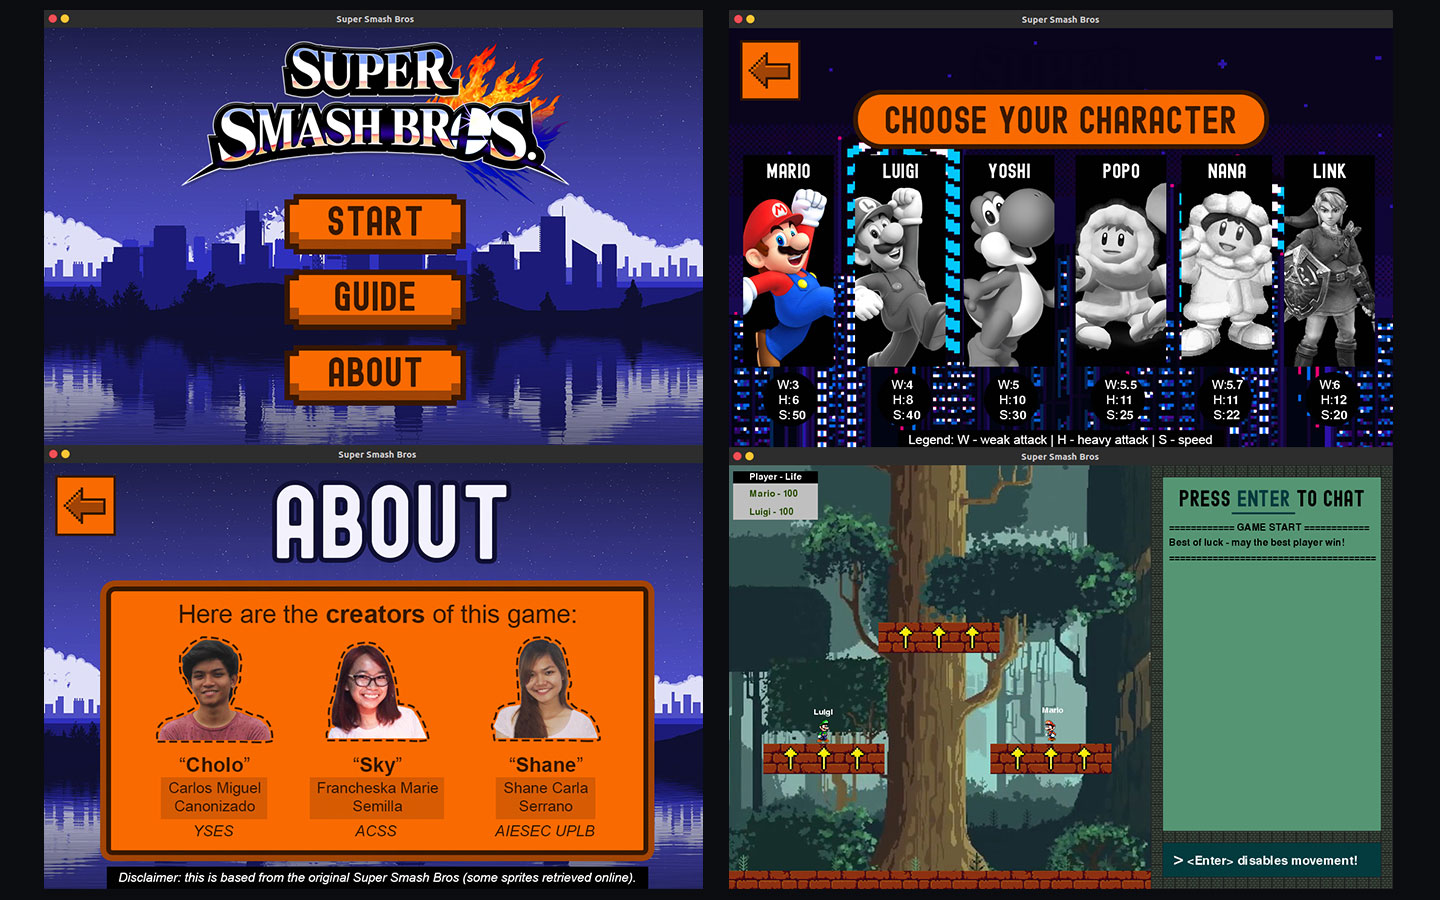 Super Smash Bros
SUPER
SMASH BROS.
START
GUIDE
ABOUT
Super Smash Bros
CHOOSE YOUR CHARACTER
MARIO LUIGI YOSHI POPO NANA LINK
W:3 W:4 W:5 W:5.5 W:5.7 W:6
H:6 H:8 H:10 H:11 H:11 H:12
S:50 S:40 S:30 S:25 S:22 S:20
Legend: W - weak attack | H - heavy attack | S - speed
Super Smash Bros
ABOUT
Here are the creators of this game:
“Cholo” “Sky” “Shane”
Carlos Miguel Francheska Marie Shane Carla
Canonizado Semilla Serrano
YSES ACSS AIESEC UPLB
Disclaimer: this is based from the original Super Smash Bros (some sprites retrieved online).
Super Smash Bros
Player - Life
Mario - 100
Luigi - 100
Luigi
Mario
PRESS ENTER TO CHAT
============ GAME START ============
Best of luck - may the best player win!
======================================
> <Enter> disables movement!